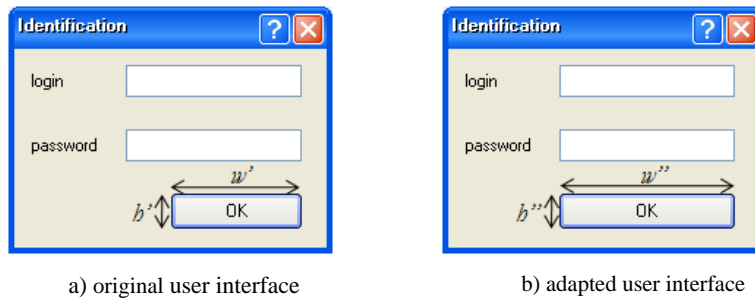 Identification
login
password
w’
h’
OK
a) original user interface
Identification
login
password
w’’
h’’
OK
b) adapted user interface